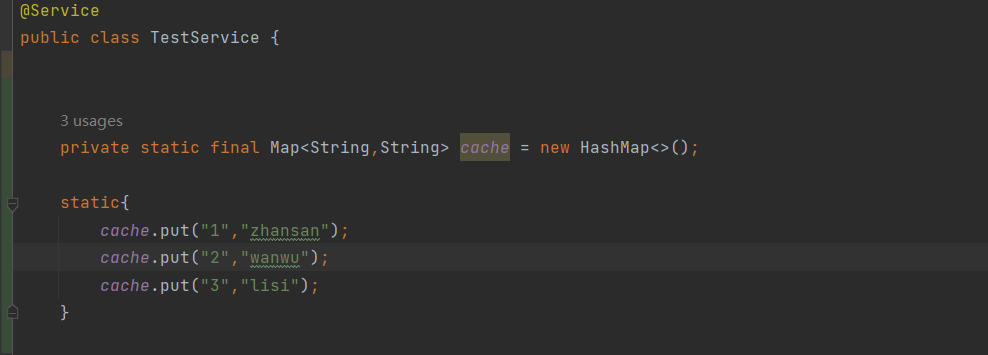 @Service
public class TestService {
3 usages
private static final Map<String,String> cache = new HashMap<>();
static{
cache.put("1","zhansan");
cache.put("2","wanwu");
cache.put("3","lisi");
}